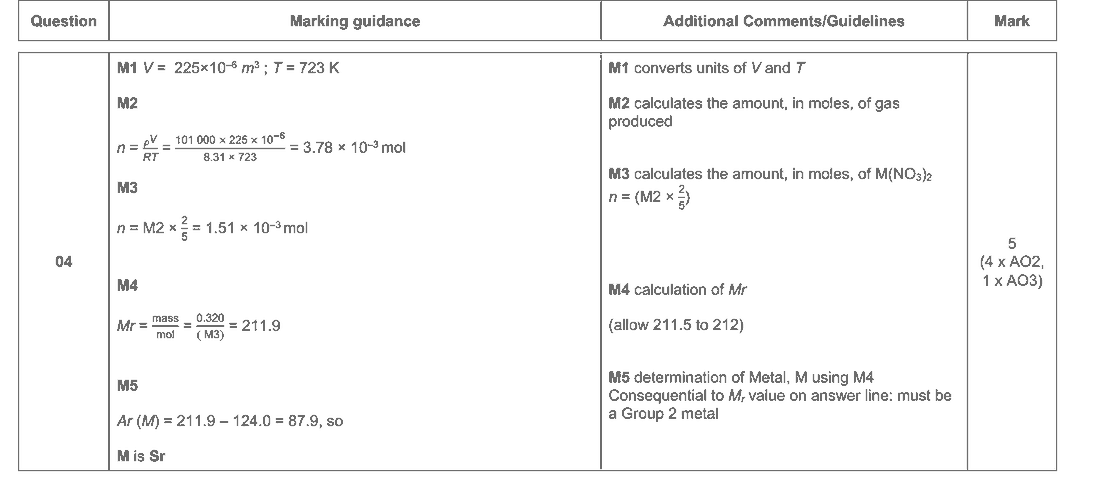 Question Marking guidance Additional Comments/Guidelines Mark
04
M1 V = 225×10⁻⁶ m³ ; T = 723 K
M2
n = pV/RT = 101 000 × 225 × 10⁻⁶/8.31 × 723 = 3.78 × 10⁻³ mol
M3
n = M2 × 2/5 = 1.51 × 10⁻³ mol
M4
Mr = mass/mol = 0.320/( M3) = 211.9
M5
Ar (M) = 211.9 – 124.0 = 87.9, so
M is Sr
M1 converts units of V and T
M2 calculates the amount, in moles, of gas
produced
M3 calculates the amount, in moles, of M(NO₃)₂
n = (M2 × 2/5)
M4 calculation of Mr
(allow 211.5 to 212)
M5 determination of Metal, M using M4
Consequential to Mᵣ value on answer line: must be
a Group 2 metal
5
(4 x AO2,
1 x AO3)